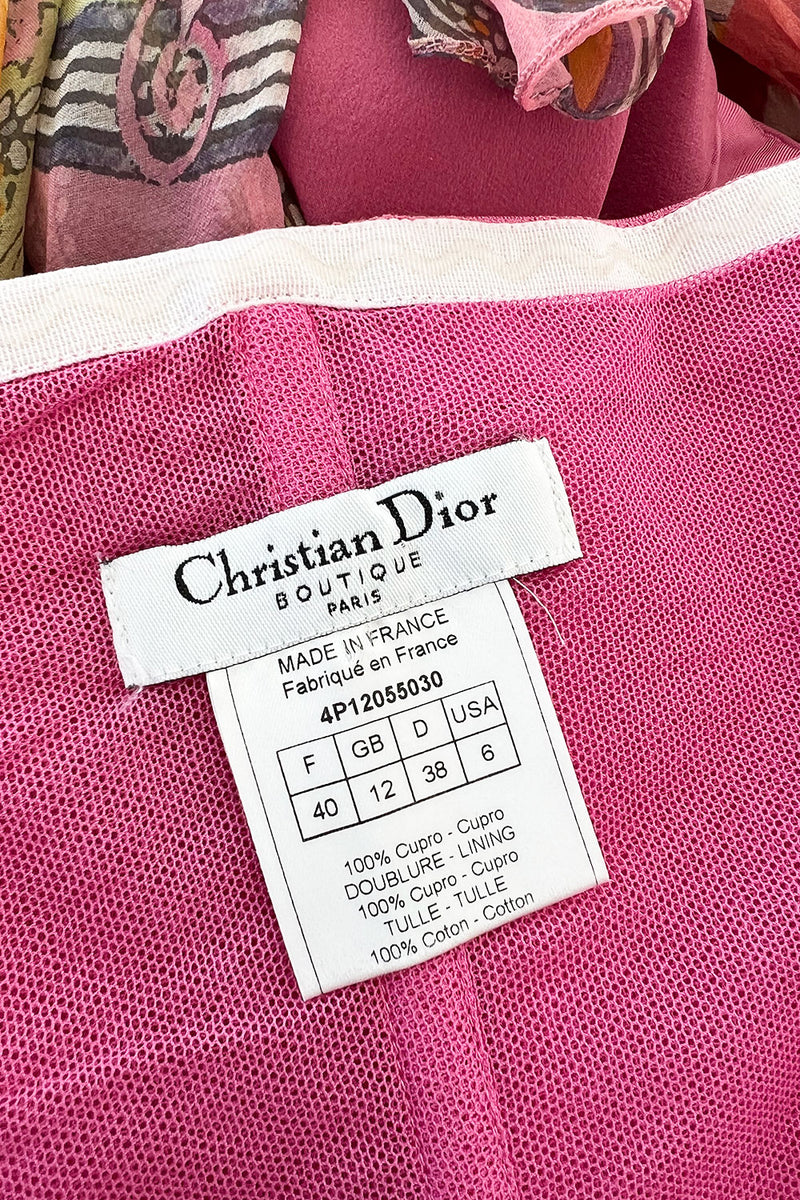 Christian Dior
BOUTIQUE
PARIS
MADE IN FRANCE
Fabriqué en France
4P12055030
F GB D USA
40 12 38 6
100% Cupro - Cupro
DOUBLURE - LINING
100% Cupro - Cupro
TULLE - TULLE
100% Coton - Cotton